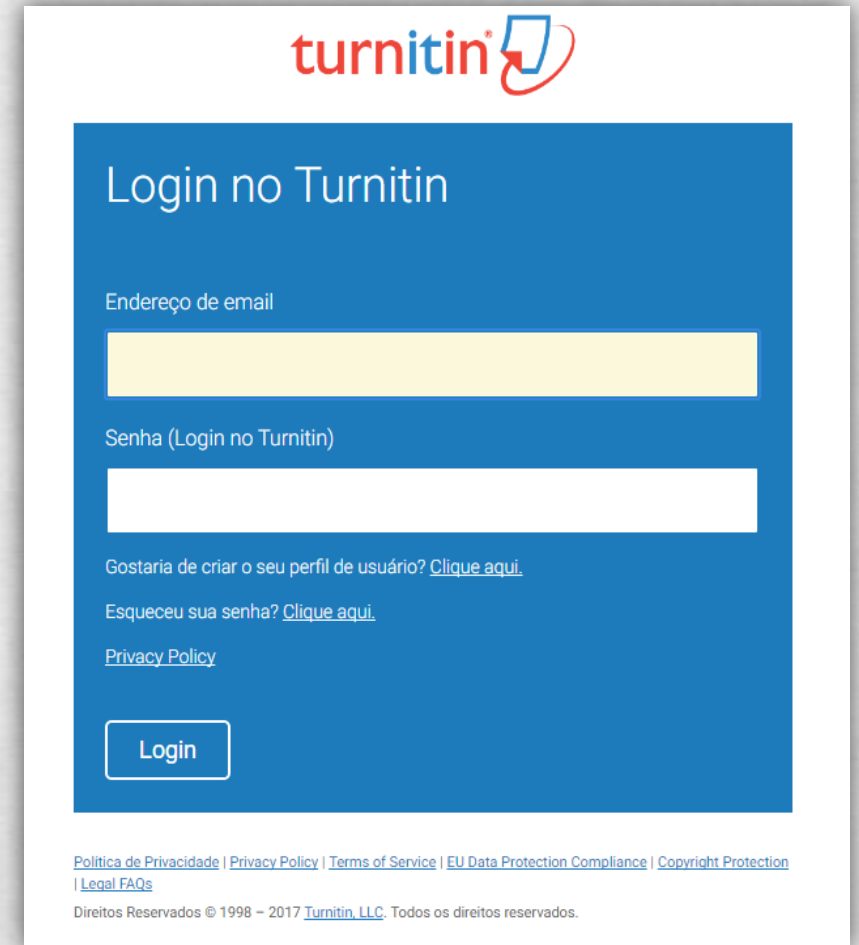 turnitin®
Login no Turnitin
Endereço de email
Senha (Login no Turnitin)
Gostaria de criar o seu perfil de usuário? Clique aqui.
Esqueceu sua senha? Clique aqui.
Privacy Policy
Login
Política de Privacidade | Privacy Policy | Terms of Service | EU Data Protection Compliance | Copyright Protection
| Legal FAQs
Direitos Reservados © 1998 – 2017 Turnitin, LLC. Todos os direitos reservados.